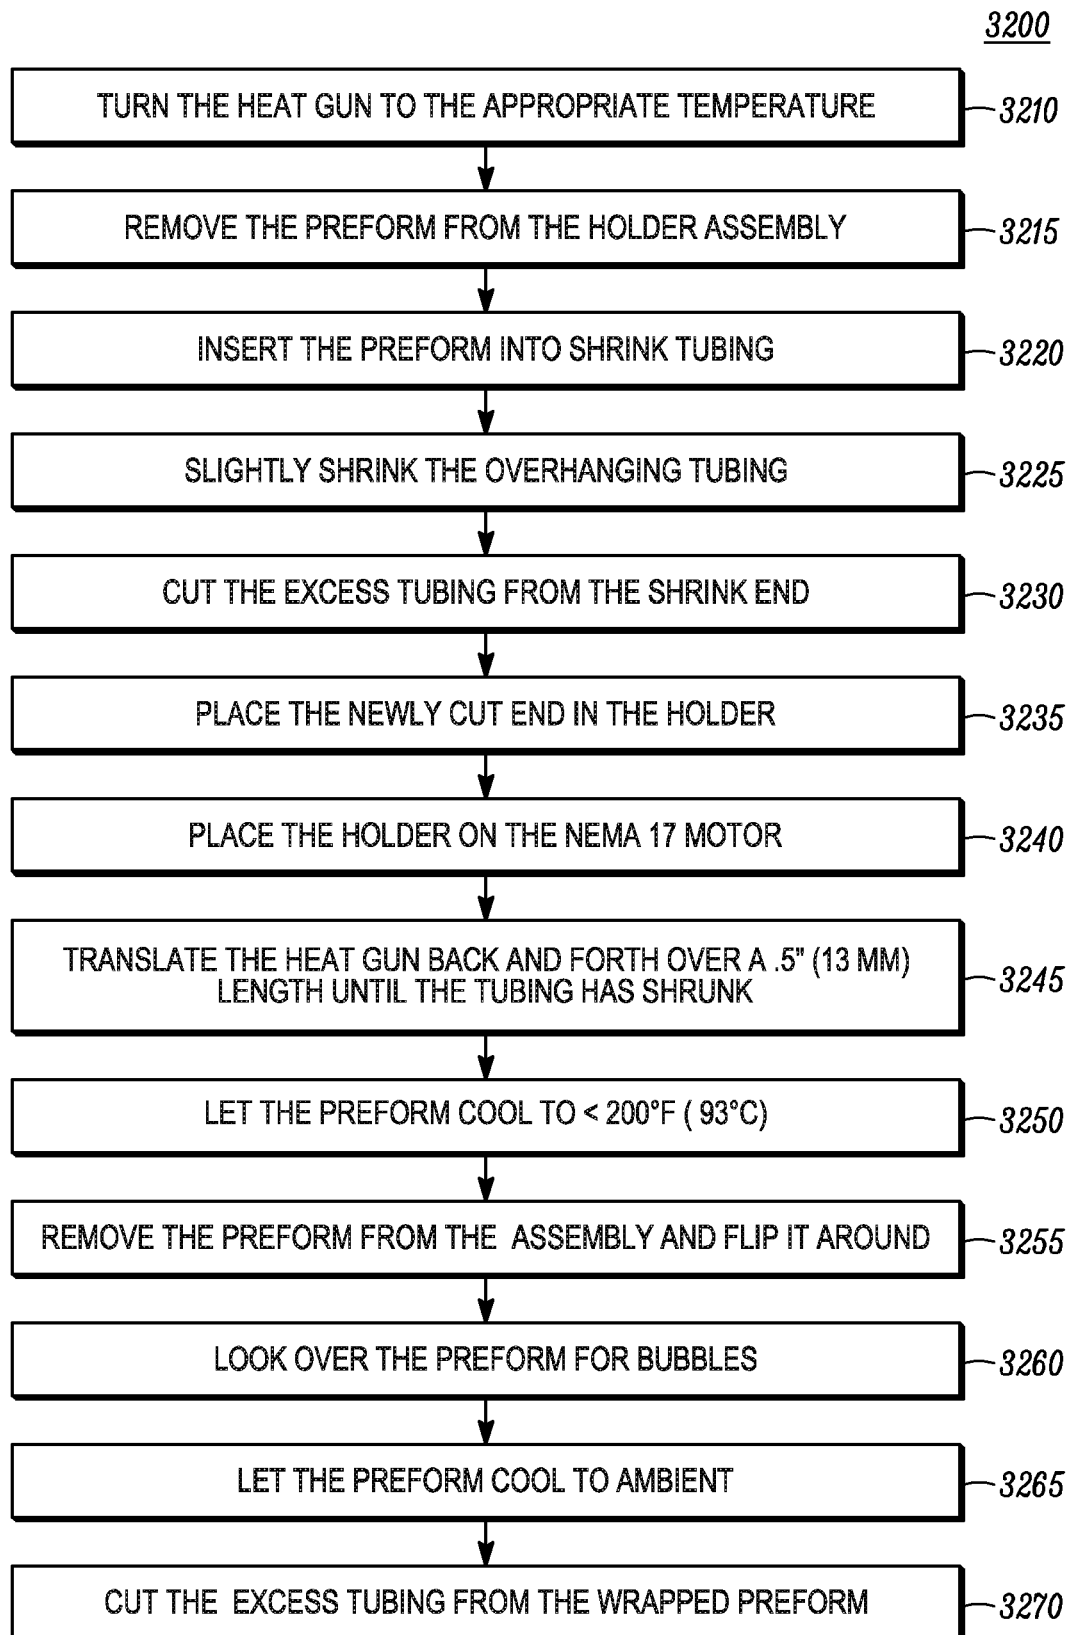 3200
TURN THE HEAT GUN TO THE APPROPRIATE TEMPERATURE
3210
REMOVE THE PREFORM FROM THE HOLDER ASSEMBLY
3215
INSERT THE PREFORM INTO SHRINK TUBING
3220
SLIGHTLY SHRINK THE OVERHANGING TUBING
3225
CUT THE EXCESS TUBING FROM THE SHRINK END
3230
PLACE THE NEWLY CUT END IN THE HOLDER
3235
PLACE THE HOLDER ON THE NEMA 17 MOTOR
3240
TRANSLATE THE HEAT GUN BACK AND FORTH OVER A .5" (13 MM)
LENGTH UNTIL THE TUBING HAS SHRUNK
3245
LET THE PREFORM COOL TO < 200°F ( 93°C)
3250
REMOVE THE PREFORM FROM THE ASSEMBLY AND FLIP IT AROUND
3255
LOOK OVER THE PREFORM FOR BUBBLES
3260
LET THE PREFORM COOL TO AMBIENT
3265
CUT THE EXCESS TUBING FROM THE WRAPPED PREFORM
3270